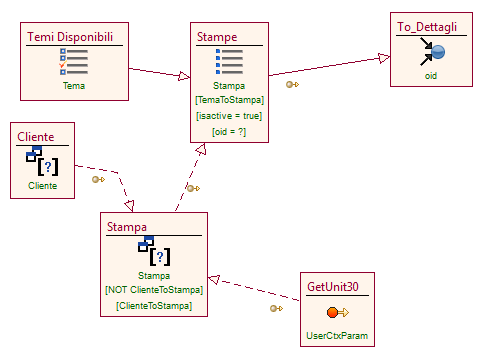 Temi Disponibili
Tema
Stampe
Stampa
[TemaToStampa]
[isactive = true]
[oid = ?]
To_Dettagli
oid
Cliente
[?]
Cliente
Stampa
[?]
Stampa
[NOT ClienteToStampa]
[ClienteToStampa]
GetUnit30
UserCtxParam